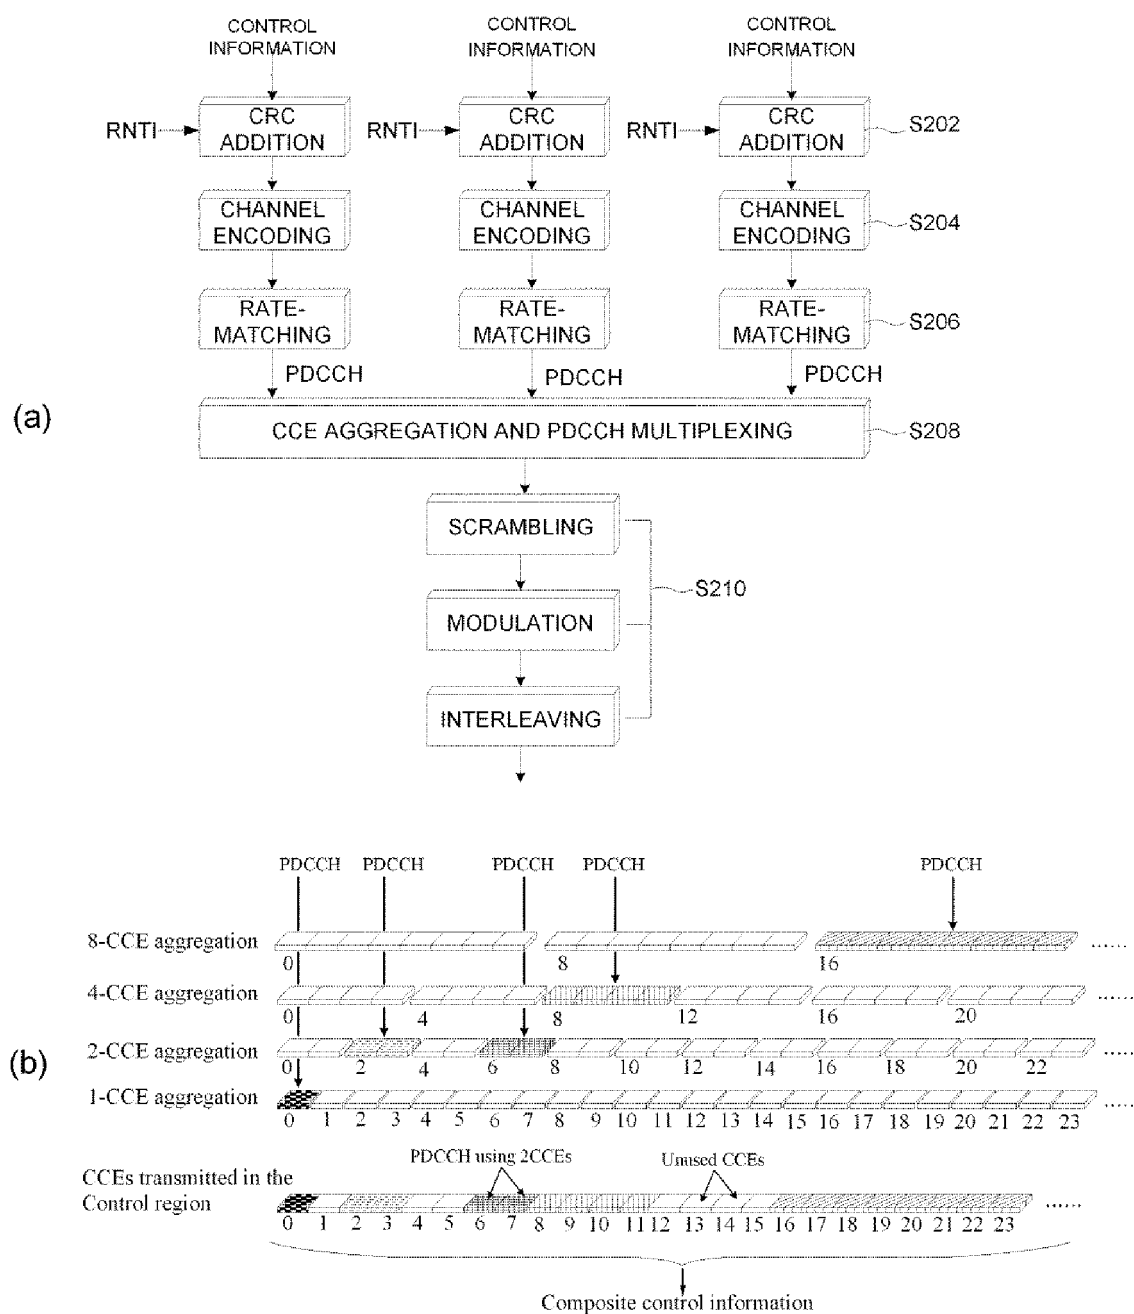 CONTROL INFORMATION
CONTROL INFORMATION
CONTROL INFORMATION
RNTI
CRC ADDITION
RNTI
CRC ADDITION
RNTI
CRC ADDITION
S202
CHANNEL ENCODING
CHANNEL ENCODING
CHANNEL ENCODING
S204
RATE-MATCHING
RATE-MATCHING
RATE-MATCHING
S206
PDCCH
PDCCH
PDCCH
(a)
CCE AGGREGATION AND PDCCH MULTIPLEXING
S208
SCRAMBLING
MODULATION
S210
INTERLEAVING
PDCCH PDCCH PDCCH PDCCH PDCCH
8-CCE aggregation
......
0 8 16
4-CCE aggregation
......
0 4 8 12 16 20
(b)
2-CCE aggregation
......
0 2 4 6 8 10 12 14 16 18 20 22
1-CCE aggregation
0 1 2 3 4 5 6 7 8 9 10 11 12 13 14 15 16 17 18 19 20 21 22 23
PDCCH using 2CCEs
Unused CCEs
CCEs transmitted in the
Control region
......
0 1 2 3 4 5 6 7 8 9 10 11 12 13 14 15 16 17 18 19 20 21 22 23
Composite control information